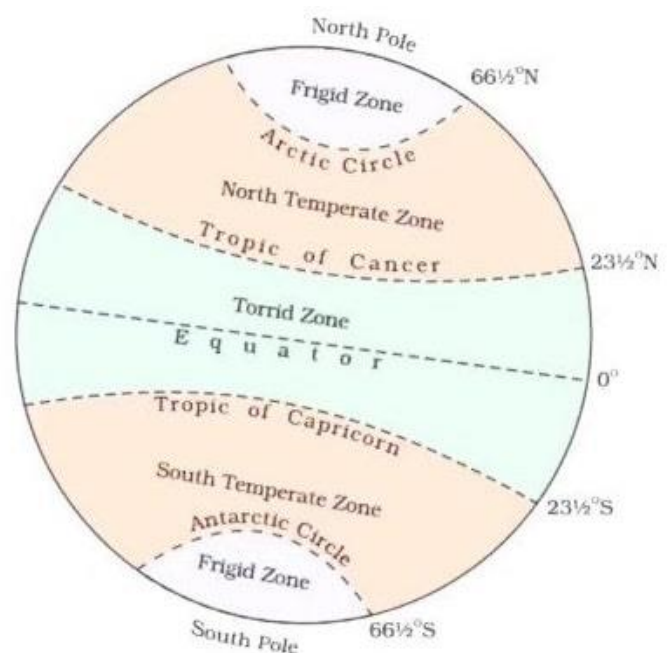 North Pole
66½°N
Frigid Zone
Arctic Circle
North Temperate Zone
Tropic of Cancer
23½°N
Torrid Zone
Equator
0°
Tropic of Capricorn
South Temperate Zone
23½°S
Antarctic Circle
Frigid Zone
66½°S
South Pole